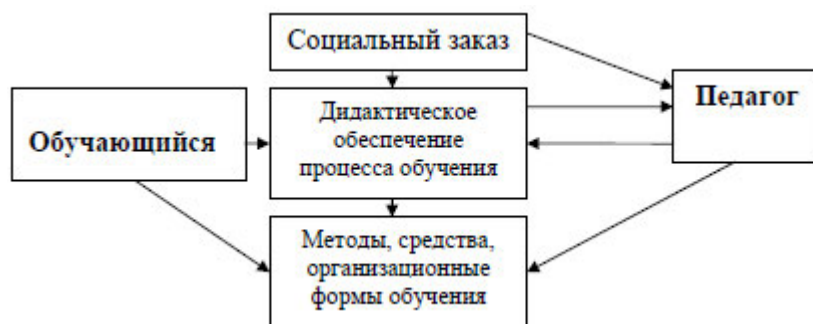 Социальный заказ
Обучающийся
Дидактическое
обеспечение
процесса обучения
Педагог
Методы, средства,
организационные
формы обучения